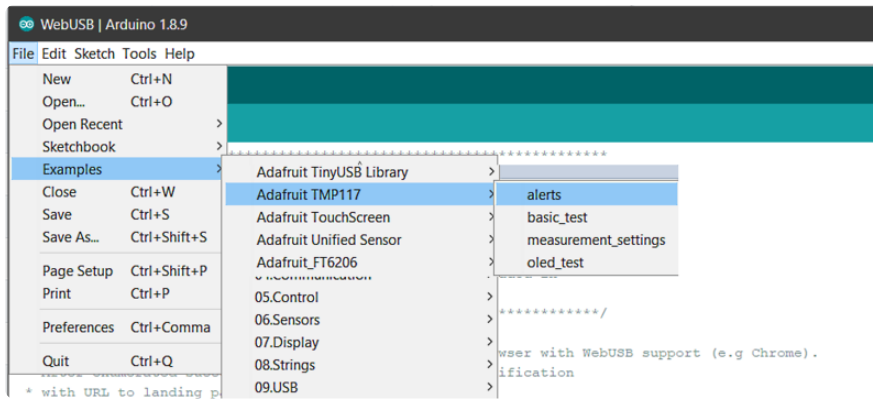 WebUSB | Arduino 1.8.9
File Edit Sketch Tools Help
New Ctrl+N
Open... Ctrl+O
Open Recent
Sketchbook
Examples
Close Ctrl+W
Save Ctrl+S
Save As... Ctrl+Shift+S
Page Setup Ctrl+Shift+P
Print Ctrl+P
Preferences Ctrl+Comma
Quit Ctrl+Q
Adafruit TinyUSB Library
Adafruit TMP117
Adafruit TouchScreen
Adafruit Unified Sensor
Adafruit_FT6206
05.Control
06.Sensors
07.Display
08.Strings
09.USB
alerts
basic_test
measurement_settings
oled_test
************/
wser with WebUSB support (e.g Chrome).
ification
* with URL to landing p